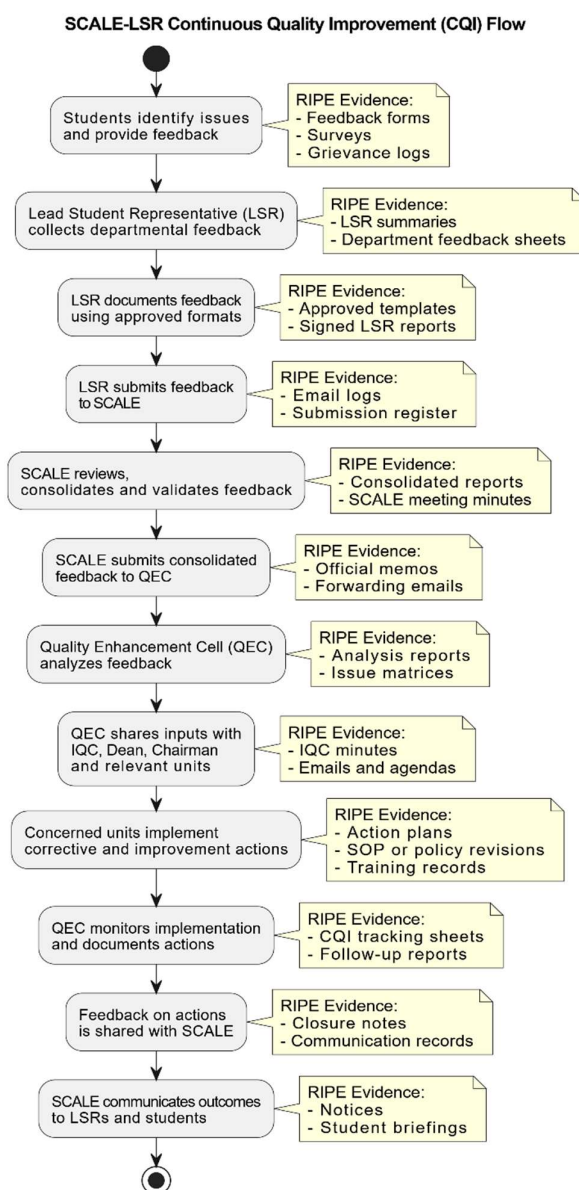 SCALE-LSR Continuous Quality Improvement (CQI) Flow
Students identify issues
and provide feedback
RIPE Evidence:
- Feedback forms
- Surveys
- Grievance logs
Lead Student Representative (LSR)
collects departmental feedback
RIPE Evidence:
- LSR summaries
- Department feedback sheets
LSR documents feedback
using approved formats
RIPE Evidence:
- Approved templates
- Signed LSR reports
LSR submits feedback
to SCALE
RIPE Evidence:
- Email logs
- Submission register
SCALE reviews,
consolidates and validates feedback
RIPE Evidence:
- Consolidated reports
- SCALE meeting minutes
SCALE submits consolidated
feedback to QEC
RIPE Evidence:
- Official memos
- Forwarding emails
Quality Enhancement Cell (QEC)
analyzes feedback
RIPE Evidence:
- Analysis reports
- Issue matrices
QEC shares inputs with
IQC, Dean, Chairman
and relevant units
RIPE Evidence:
- IQC minutes
- Emails and agendas
Concerned units implement
corrective and improvement actions
RIPE Evidence:
- Action plans
- SOP or policy revisions
- Training records
QEC monitors implementation
and documents actions
RIPE Evidence:
- CQI tracking sheets
- Follow-up reports
Feedback on actions
is shared with SCALE
RIPE Evidence:
- Closure notes
- Communication records
SCALE communicates outcomes
to LSRs and students
RIPE Evidence:
- Notices
- Student briefings